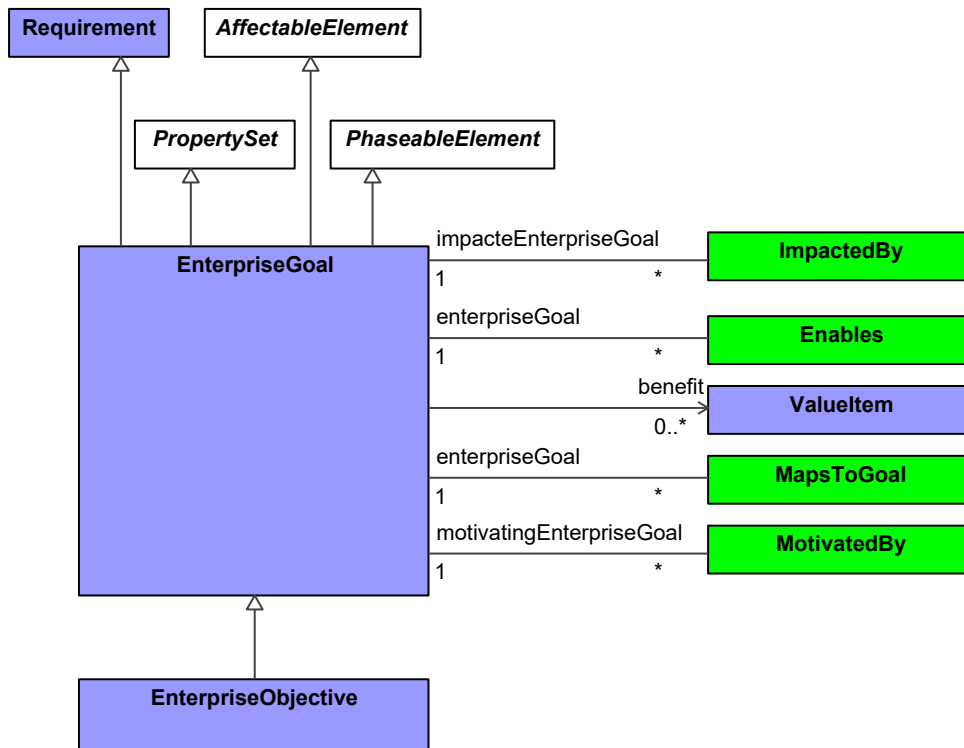 Requirement
AffectableElement
PropertySet
PhaseableElement
EnterpriseGoal
impacteEnterpriseGoal
1
*
ImpactedBy
enterpriseGoal
1
*
Enables
benefit
0..*
ValueItem
enterpriseGoal
1
*
MapsToGoal
motivatingEnterpriseGoal
1
*
MotivatedBy
EnterpriseObjective